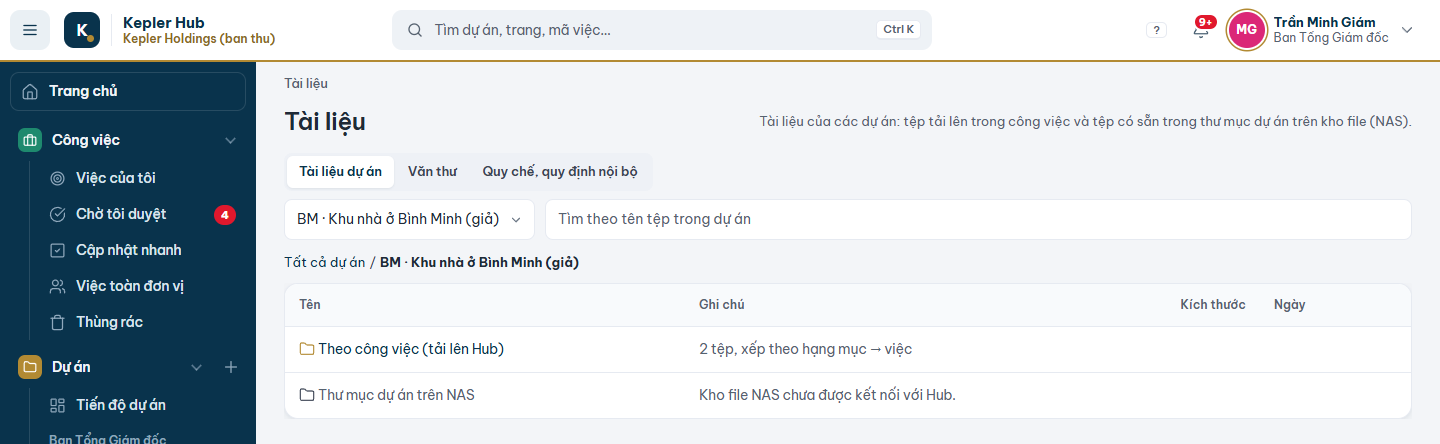 K
Kepler Hub
Kepler Holdings (ban thu)
Tìm dự án, trang, mã việc...
Ctrl K
?
9+
MG
Trần Minh Giám
Ban Tổng Giám đốc
Trang chủ
Công việc
Việc của tôi
Chờ tôi duyệt
4
Cập nhật nhanh
Việc toàn đơn vị
Thùng rác
Dự án
Tiến độ dự án
Ban Tổng Giám đốc
Tài liệu
Tài liệu
Tài liệu của các dự án: tệp tải lên trong công việc và tệp có sẵn trong thư mục dự án trên kho file (NAS).
Tài liệu dự án
Văn thư
Quy chế, quy định nội bộ
BM · Khu nhà ở Bình Minh (giả)
Tìm theo tên tệp trong dự án
Tất cả dự án / BM · Khu nhà ở Bình Minh (giả)
Tên Ghi chú Kích thước Ngày
Theo công việc (tải lên Hub) 2 tệp, xếp theo hạng mục → việc
Thư mục dự án trên NAS Kho file NAS chưa được kết nối với Hub.